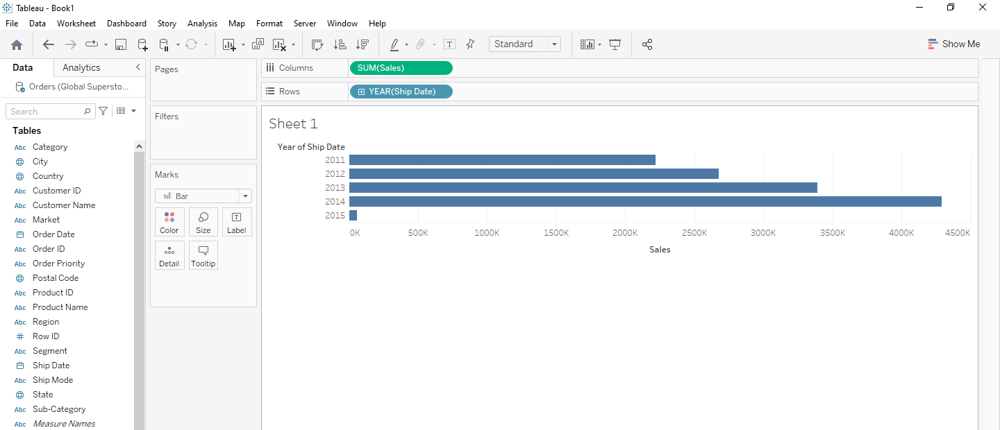 Tableau - Book1
File Data Worksheet Dashboard Story Analysis Map Format Server Window Help
Standard
Show Me
Data Analytics
Orders (Global Supersto...
Search
Tables
Abc Category
City
Country
Abc Customer ID
Abc Customer Name
Abc Market
Order Date
Abc Order ID
Abc Order Priority
Postal Code
Abc Product ID
Abc Product Name
Abc Region
# Row ID
Abc Segment
Ship Date
Abc Ship Mode
State
Abc Sub-Category
Abc Measure Names
Pages
Filters
Marks
Bar
Color Size Label
Detail Tooltip
Columns SUM(Sales)
Rows YEAR(Ship Date)
Sheet 1
Year of Ship Date
2011
2012
2013
2014
2015
0K 500K 1000K 1500K 2000K 2500K 3000K 3500K 4000K 4500K
Sales